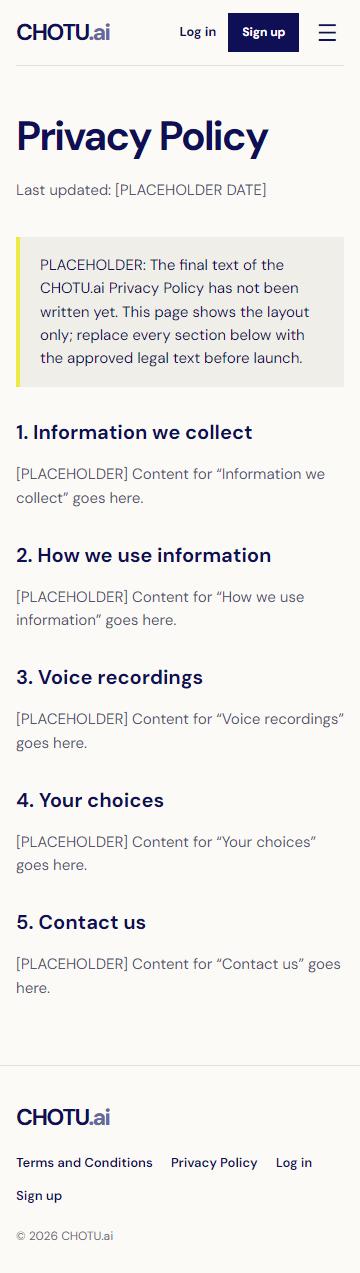 CHOTU.ai
Log in
Sign up
Privacy Policy
Last updated: [PLACEHOLDER DATE]
PLACEHOLDER: The final text of the
CHOTU.ai Privacy Policy has not been
written yet. This page shows the layout
only; replace every section below with
the approved legal text before launch.
1. Information we collect
[PLACEHOLDER] Content for “Information we
collect” goes here.
2. How we use information
[PLACEHOLDER] Content for “How we use
information” goes here.
3. Voice recordings
[PLACEHOLDER] Content for “Voice recordings”
goes here.
4. Your choices
[PLACEHOLDER] Content for “Your choices”
goes here.
5. Contact us
[PLACEHOLDER] Content for “Contact us” goes
here.
CHOTU.ai
Terms and Conditions Privacy Policy Log in
Sign up
© 2026 CHOTU.ai